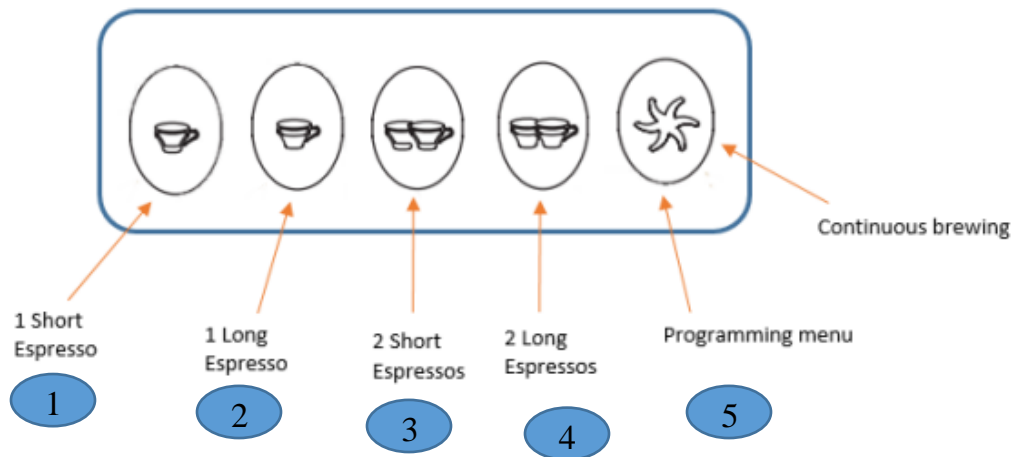 Continuous brewing
1 Short
Espresso
1 Long
Espresso
2 Short
Espressos
2 Long
Espressos
Programming menu
1
2
3
4
5